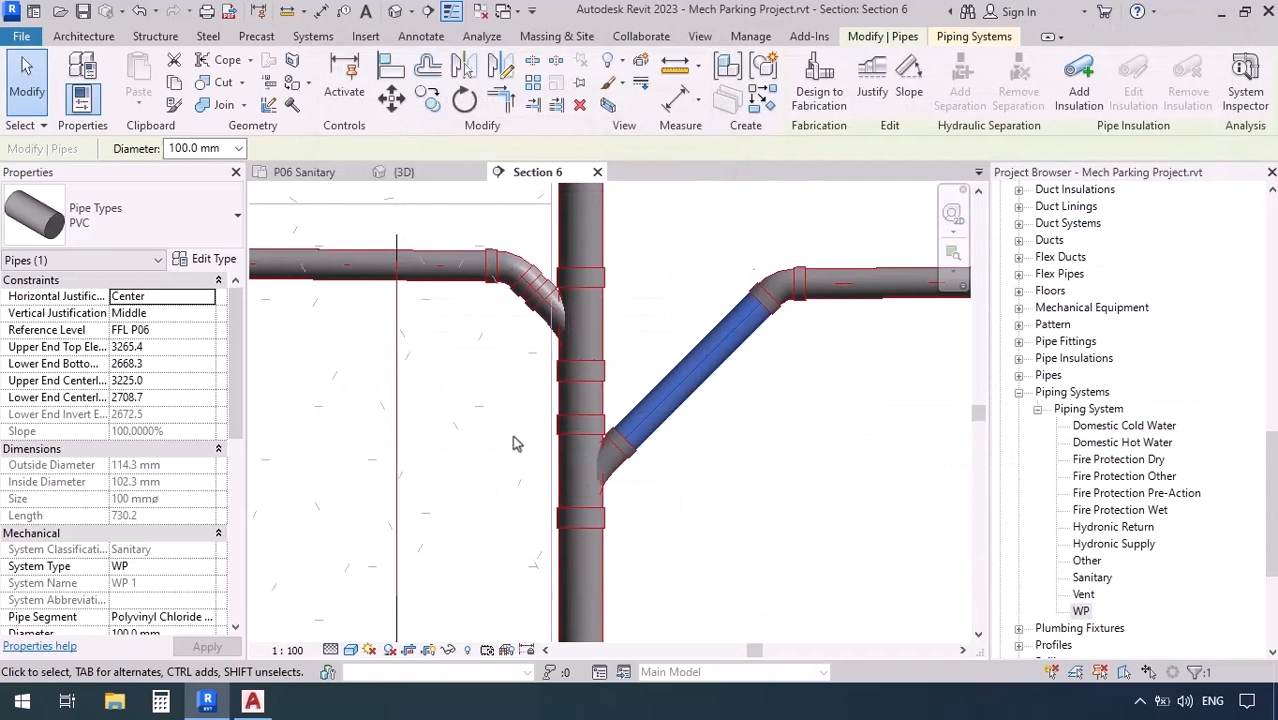 Autodesk Revit 2023 - Mech Parking Project.rvt - Section: Section 6
Sign In
File Architecture Structure Steel Precast Systems Insert Annotate Analyze Massing & Site Collaborate View Manage Add-Ins Modify | Pipes Piping Systems
Modify Paste Cope Cut Join Activate Design to Fabrication Justify Slope Add Separation Remove Separation Add Insulation Edit Insulation Remove Insulation System Inspector
Select Properties Clipboard Geometry Controls Modify View Measure Create Fabrication Edit Hydraulic Separation Pipe Insulation Analysis
Modify | Pipes Diameter: 100.0 mm
Properties
P06 Sanitary {3D} Section 6
Project Browser - Mech Parking Project.rvt
Pipe Types
PVC
Pipes (1) Edit Type
Constraints
Horizontal Justific... Center
Vertical Justification Middle
Reference Level FFL P06
Upper End Top Ele... 3265.4
Lower End Botto... 2668.3
Upper End Centerl... 3225.0
Lower End Centerl... 2708.7
Lower End Invert E... 2672.5
Slope 100.0000%
Dimensions
Outside Diameter 114.3 mm
Inside Diameter 102.3 mm
Size 100 mmø
Length 730.2
Mechanical
System Classificati... Sanitary
System Type WP
System Name WP 1
System Abbreviatio...
Pipe Segment Polyvinyl Chloride ...
Diameter 100.0 mm
Properties help Apply
Duct Insulations
Duct Linings
Duct Systems
Ducts
Flex Ducts
Flex Pipes
Floors
Mechanical Equipment
Pattern
Pipe Fittings
Pipe Insulations
Pipes
Piping Systems
Piping System
Domestic Cold Water
Domestic Hot Water
Fire Protection Dry
Fire Protection Other
Fire Protection Pre-Action
Fire Protection Wet
Hydronic Return
Hydronic Supply
Other
Sanitary
Vent
WP
Plumbing Fixtures
Profiles
1 : 100
Click to select, TAB for alternates, CTRL adds, SHIFT unselects.
:0 Main Model :1
ENG